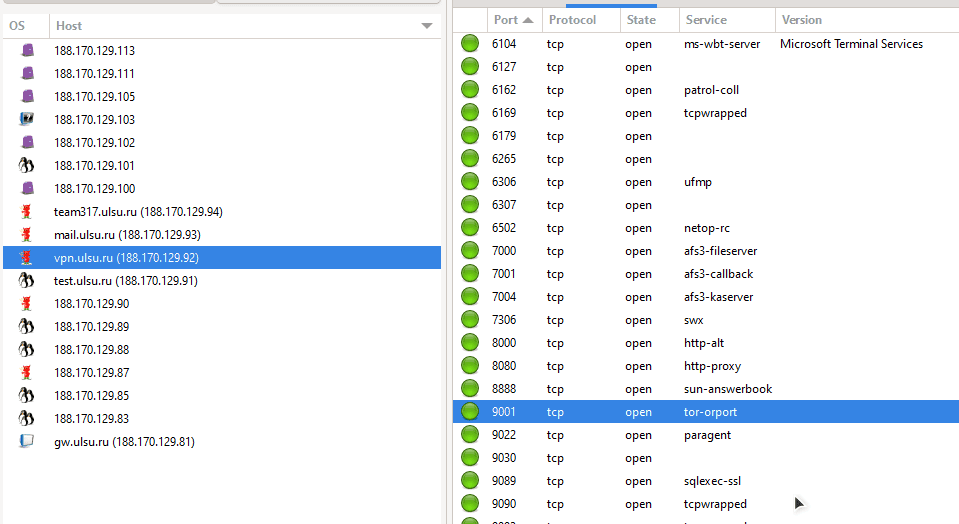 OS Host
188.170.129.113
188.170.129.111
188.170.129.105
188.170.129.103
188.170.129.102
188.170.129.101
188.170.129.100
team317.ulsu.ru (188.170.129.94)
mail.ulsu.ru (188.170.129.93)
vpn.ulsu.ru (188.170.129.92)
test.ulsu.ru (188.170.129.91)
188.170.129.90
188.170.129.89
188.170.129.88
188.170.129.87
188.170.129.85
188.170.129.83
gw.ulsu.ru (188.170.129.81)
Port Protocol State Service Version
6104 tcp open ms-wbt-server Microsoft Terminal Services
6127 tcp open
6162 tcp open patrol-coll
6169 tcp open tcpwrapped
6179 tcp open
6265 tcp open
6306 tcp open ufmp
6307 tcp open
6502 tcp open netop-rc
7000 tcp open afs3-fileserver
7001 tcp open afs3-callback
7004 tcp open afs3-kaserver
7306 tcp open swx
8000 tcp open http-alt
8080 tcp open http-proxy
8888 tcp open sun-answerbook
9001 tcp open tor-orport
9022 tcp open paragent
9030 tcp open
9089 tcp open sqlexec-ssl
9090 tcp open tcpwrapped